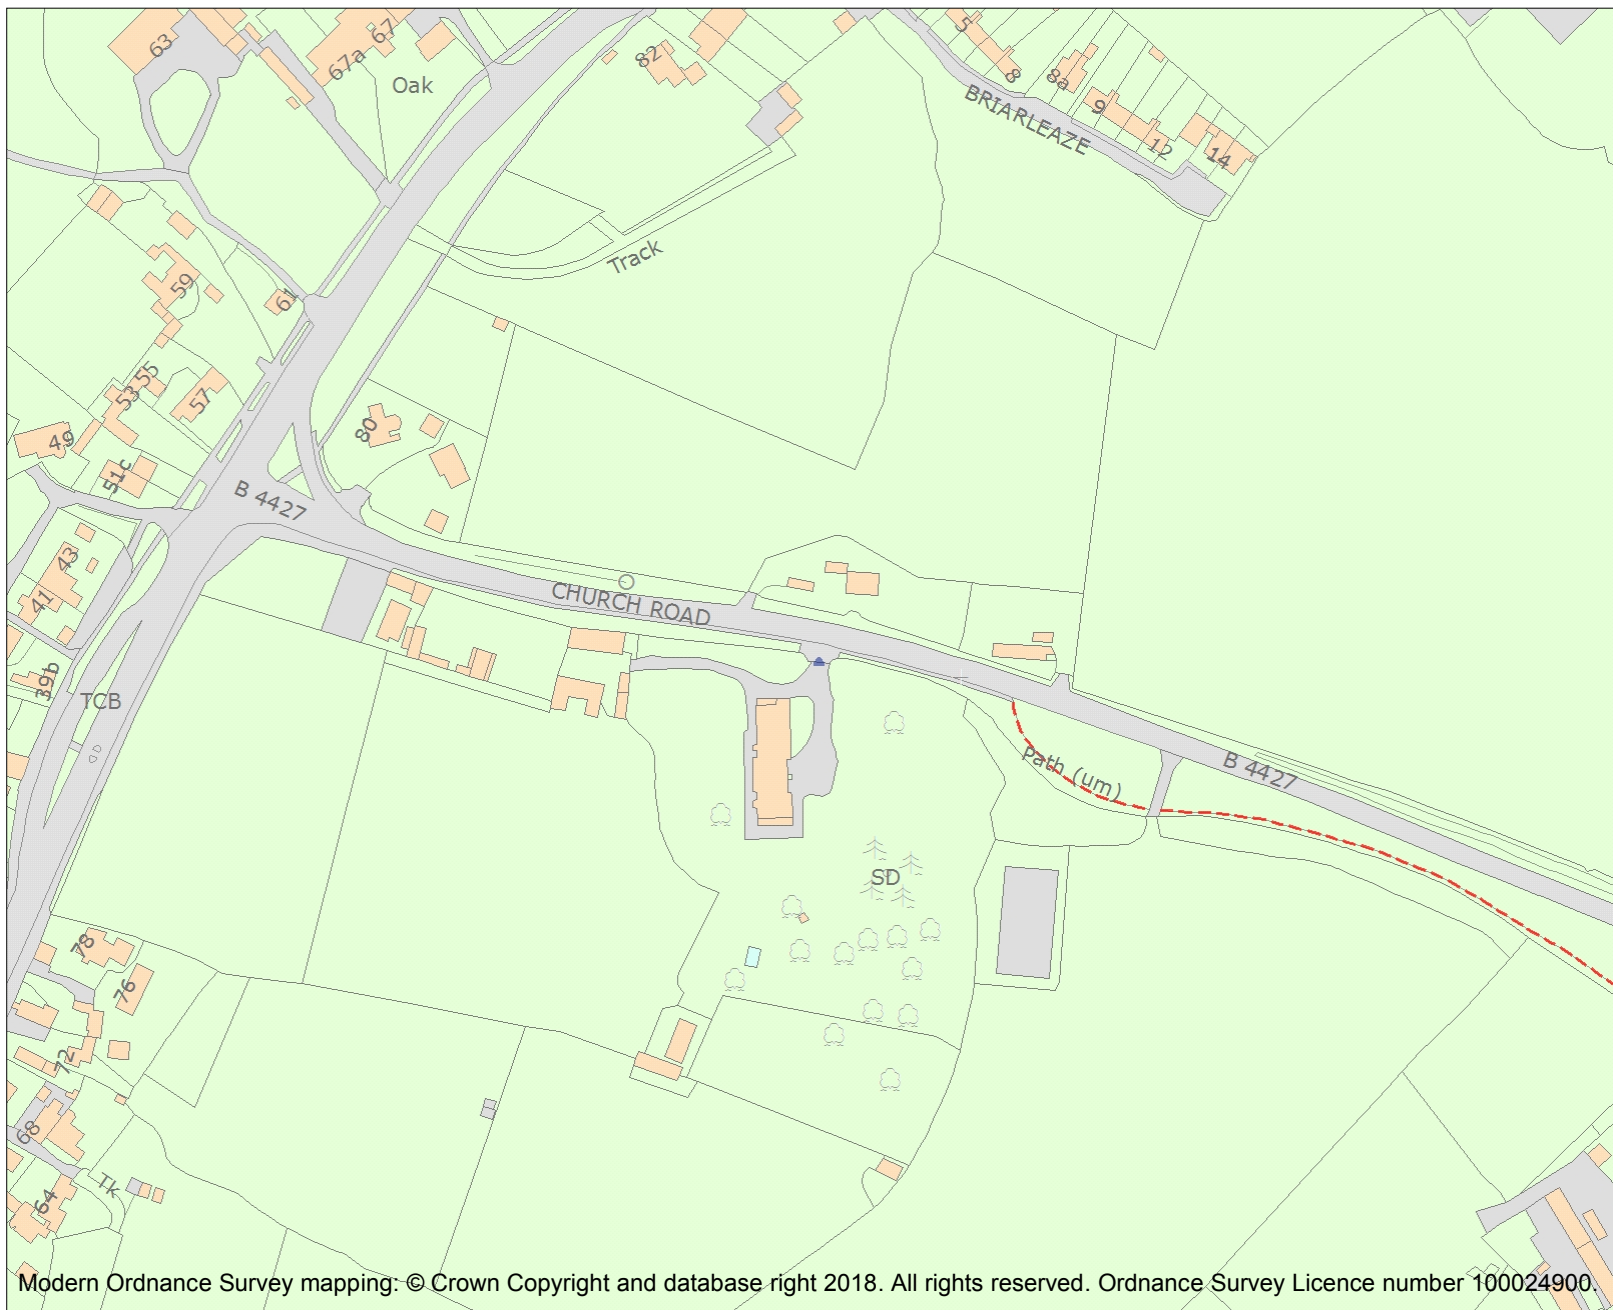 63
67a
67
Oak
82
5
8
8a
9
12
14
BRIARLEAZE
Track
59
61
55
53
57
49
51c
80
B 4427
43
41
CHURCH ROAD
39b
TCB
Path (um)
B 4427
SD
78
76
72
68
Tk
64
Modern Ordnance Survey mapping: © Crown Copyright and database right 2018. All rights reserved. Ordnance Survey Licence number 100024900.